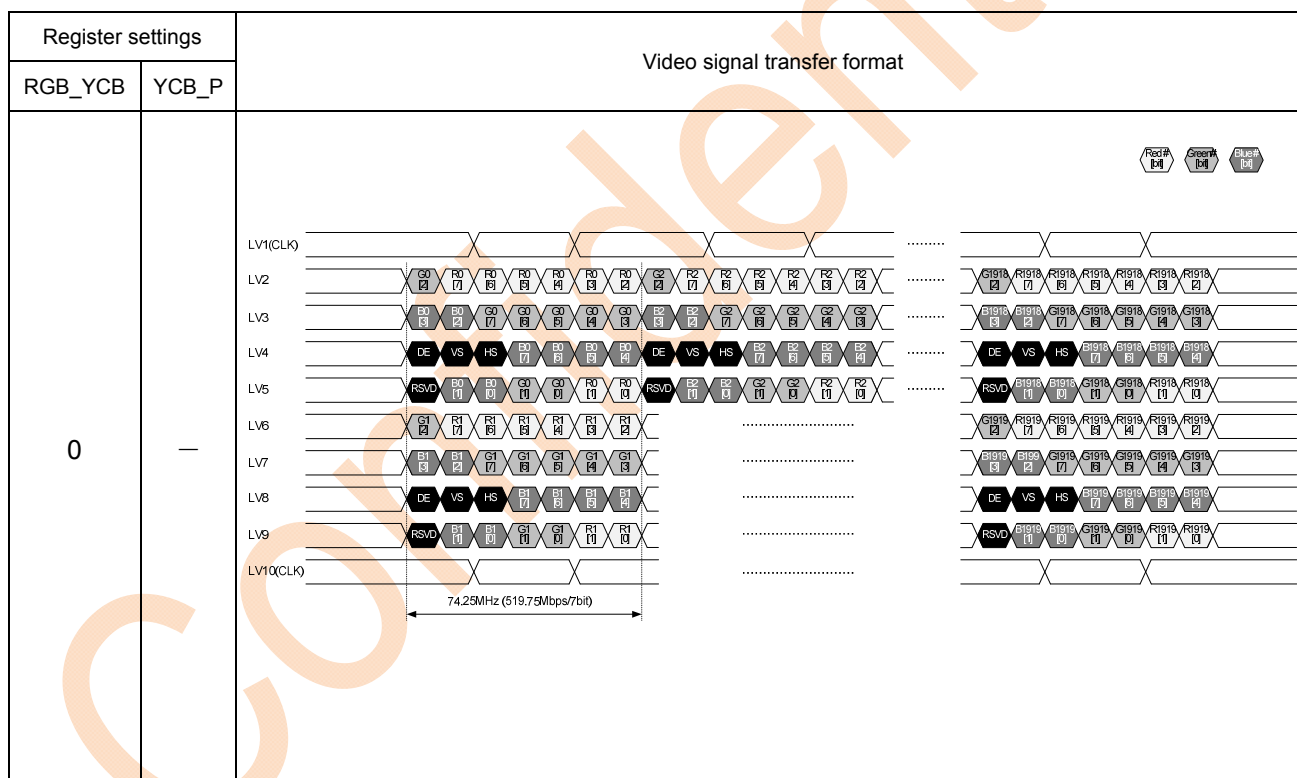 Register settings
Video signal transfer format
RGB_YCB YCB_P
Red# [bit] Green# [bit] Blue# [bit]
0 —
LV1(CLK) .........
LV2 G0 [2] R0 [7] R0 [6] R0 [5] R0 [4] R0 [3] R0 [2] G2 [2] R2 [7] R2 [6] R2 [5] R2 [4] R2 [3] R2 [2] ......... G1918 [2] R1918 [7] R1918 [6] R1918 [5] R1918 [4] R1918 [3] R1918 [2]
LV3 B0 [3] B0 [2] G0 [7] G0 [6] G0 [5] G0 [4] G0 [3] B2 [3] B2 [2] G2 [7] G2 [6] G2 [5] G2 [4] G2 [3] ......... B1918 [3] B1918 [2] G1918 [7] G1918 [6] G1918 [5] G1918 [4] G1918 [3]
LV4 DE VS HS B0 [7] B0 [6] B0 [5] B0 [4] DE VS HS B2 [7] B2 [6] B2 [5] B2 [4] ......... DE VS HS B1918 [7] B1918 [6] B1918 [5] B1918 [4]
LV5 RSVD B0 [1] B0 [0] G0 [1] G0 [0] R0 [1] R0 [0] RSVD B2 [1] B2 [0] G2 [1] G2 [0] R2 [1] R2 [0] ......... RSVD B1918 [1] B1918 [0] G1918 [1] G1918 [0] R1918 [1] R1918 [0]
LV6 G1 [2] R1 [7] R1 [6] R1 [5] R1 [4] R1 [3] R1 [2] ......... G1919 [2] R1919 [7] R1919 [6] R1919 [5] R1919 [4] R1919 [3] R1919 [2]
LV7 B1 [3] B1 [2] G1 [7] G1 [6] G1 [5] G1 [4] G1 [3] ......... B1919 [3] B199 [2] G1919 [7] G1919 [6] G1919 [5] G1919 [4] G1919 [3]
LV8 DE VS HS B1 [7] B1 [6] B1 [5] B1 [4] ......... DE VS HS B1919 [7] B1919 [6] B1919 [5] B1919 [4]
LV9 RSVD B1 [1] B1 [0] G1 [1] G1 [0] R1 [1] R1 [0] ......... RSVD B1919 [1] B1919 [0] G1919 [1] G1919 [0] R1919 [1] R1919 [0]
LV10(CLK) .........
74.25MHz (519.75Mbps/7bit)
Confident